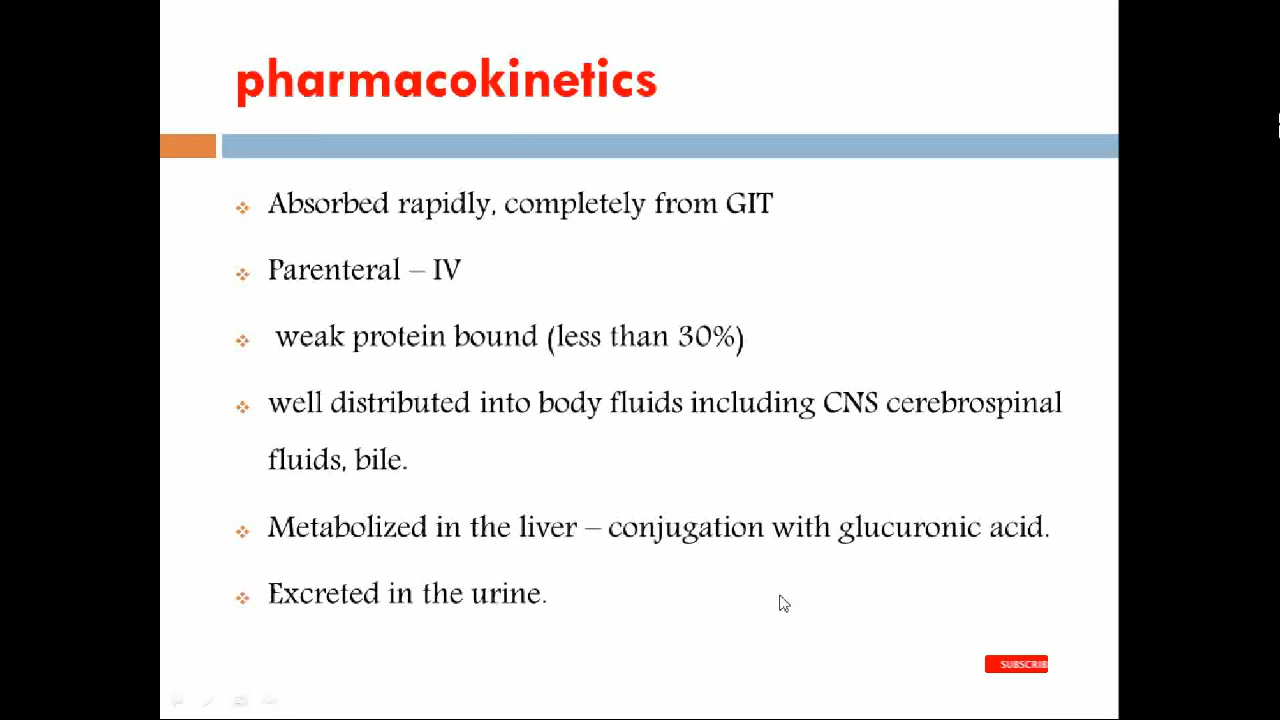 pharmacokinetics
Absorbed rapidly, completely from GIT
Parenteral – IV
weak protein bound (less than 30%)
well distributed into body fluids including CNS cerebrospinal
fluids, bile.
Metabolized in the liver – conjugation with glucuronic acid.
Excreted in the urine.
SUBSCRIB